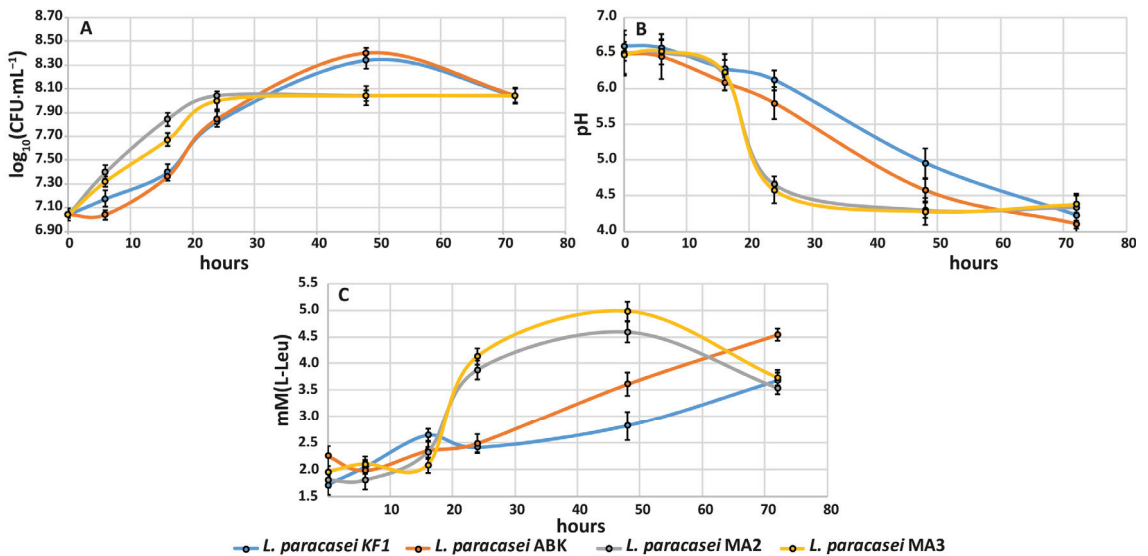 A
8.70
8.50
8.30
8.10
7.90
7.70
7.50
7.30
7.10
6.90
log₁₀(CFU·mL⁻¹)
0 10 20 30 40 50 60 70 80
hours
B
7.0
6.5
6.0
5.5
5.0
4.5
4.0
pH
0 10 20 30 40 50 60 70 80
hours
C
5.5
5.0
4.5
4.0
3.5
3.0
2.5
2.0
1.5
mM(L-Leu)
10 20 30 40 50 60 70 80
hours
L. paracasei KF1 L. paracasei ABK L. paracasei MA2 L. paracasei MA3